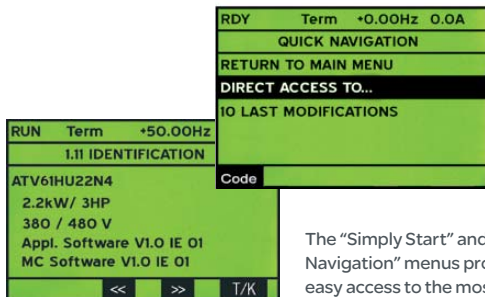 RDY Term +0.00Hz 0.0A
QUICK NAVIGATION
RETURN TO MAIN MENU
DIRECT ACCESS TO...
10 LAST MODIFICATIONS
Code
RUN Term +50.00Hz
1.11 IDENTIFICATION
ATV61HU22N4
2.2kW/ 3HP
380 / 480 V
Appl. Software V1.0 IE 01
MC Software V1.0 IE 01
<< >> T/K
The "Simply Start" and
Navigation" menus pro
easy access to the mos